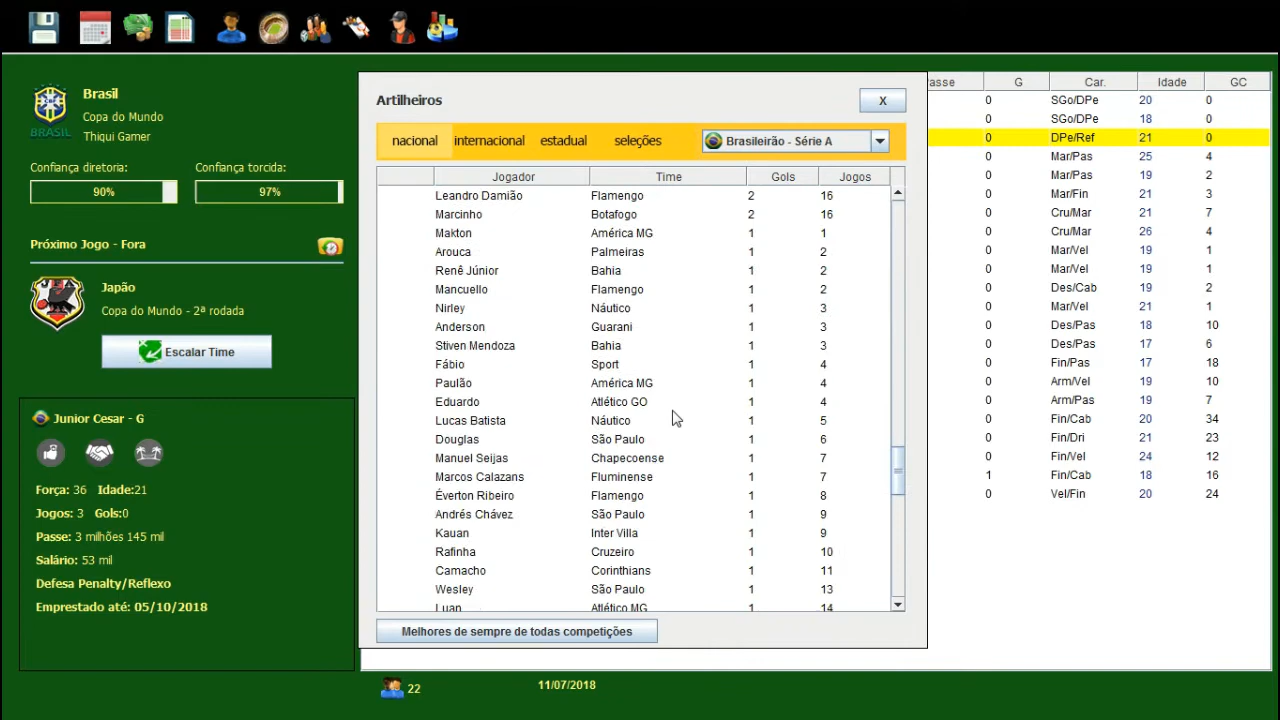 Brasil
Copa do Mundo
Thiqui Gamer
BRASIL
Confiança diretoria: Confiança torcida:
90% 97%
Próximo Jogo - Fora
Japão
Copa do Mundo - 2ª rodada
Escalar Time
Junior Cesar - G
Força: 36 Idade:21
Jogos: 3 Gols:0
Passe: 3 milhões 145 mil
Salário: 53 mil
Defesa Penalty/Reflexo
Emprestado até: 05/10/2018
Artilheiros X
nacional internacional estadual seleções Brasileirão - Série A
Jogador Time Gols Jogos
Leandro Damião Flamengo 2 16
Marcinho Botafogo 2 16
Makton América MG 1 1
Arouca Palmeiras 1 2
Renê Júnior Bahia 1 2
Mancuello Flamengo 1 2
Nirley Náutico 1 3
Anderson Guarani 1 3
Stiven Mendoza Bahia 1 3
Fábio Sport 1 4
Paulão América MG 1 4
Eduardo Atlético GO 1 4
Lucas Batista Náutico 1 5
Douglas São Paulo 1 6
Manuel Seijas Chapecoense 1 7
Marcos Calazans Fluminense 1 7
Éverton Ribeiro Flamengo 1 8
Andrés Chávez São Paulo 1 9
Kauan Inter Villa 1 9
Rafinha Cruzeiro 1 10
Camacho Corinthians 1 11
Wesley São Paulo 1 13
Luan Atlético MG 1 14
Melhores de sempre de todas competições
asse G Car. Idade GC
0 SGo/DPe 20 0
0 SGo/DPe 18 0
0 DPe/Ref 21 0
0 Mar/Pas 25 4
0 Mar/Pas 19 2
0 Mar/Fin 21 3
0 Cru/Mar 21 7
0 Cru/Mar 26 4
0 Mar/Vel 19 1
0 Mar/Vel 19 1
0 Des/Cab 19 2
0 Mar/Vel 21 1
0 Des/Pas 18 10
0 Des/Pas 17 6
0 Fin/Pas 17 18
0 Arm/Vel 19 10
0 Arm/Pas 19 7
0 Fin/Cab 20 34
0 Fin/Dri 21 23
0 Fin/Vel 24 12
1 Fin/Cab 18 16
0 Vel/Fin 20 24
22 11/07/2018